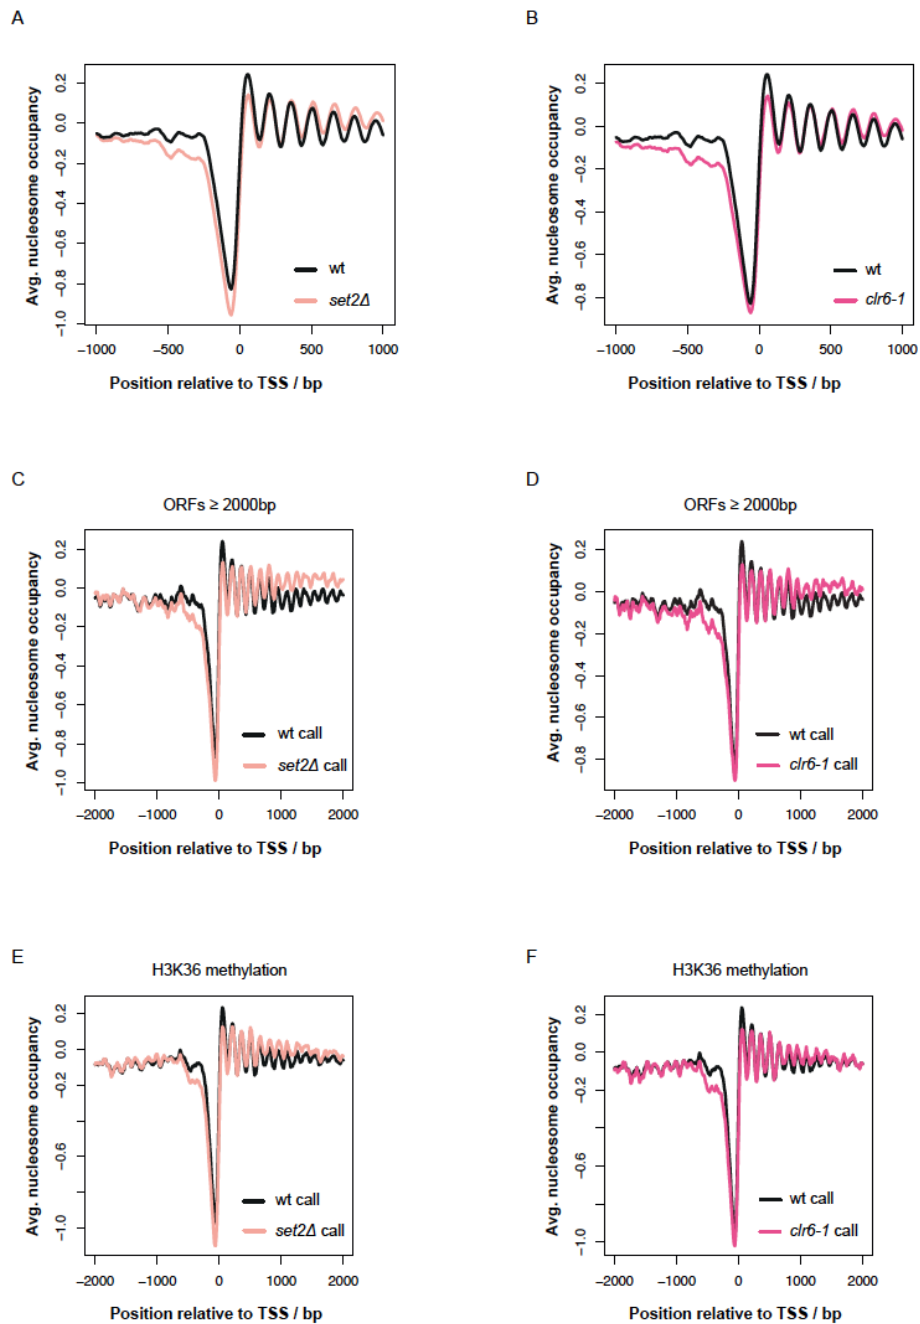 A
Avg. nucleosome occupancy
0.2
0.0
−0.2
−0.4
−0.6
−0.8
−1.0
wt
set2Δ
−1000
−500
0
500
1000
Position relative to TSS / bp
B
Avg. nucleosome occupancy
0.2
0.0
−0.2
−0.4
−0.6
−0.8
wt
clr6-1
−1000
−500
0
500
1000
Position relative to TSS / bp
C
ORFs ≥ 2000bp
Avg. nucleosome occupancy
0.2
0.0
−0.2
−0.4
−0.6
−0.8
−1.0
wt call
set2Δ call
−2000
−1000
0
1000
2000
Position relative to TSS / bp
D
ORFs ≥ 2000bp
Avg. nucleosome occupancy
0.2
0.0
−0.2
−0.4
−0.6
−0.8
wt call
clr6-1 call
−2000
−1000
0
1000
2000
Position relative to TSS / bp
E
H3K36 methylation
Avg. nucleosome occupancy
0.2
0.0
−0.2
−0.6
−1.0
wt call
set2Δ call
−2000
−1000
0
1000
2000
Position relative to TSS / bp
F
H3K36 methylation
Avg. nucleosome occupancy
0.2
0.0
−0.2
−0.6
−1.0
wt call
clr6-1 call
−2000
−1000
0
1000
2000
Position relative to TSS / bp